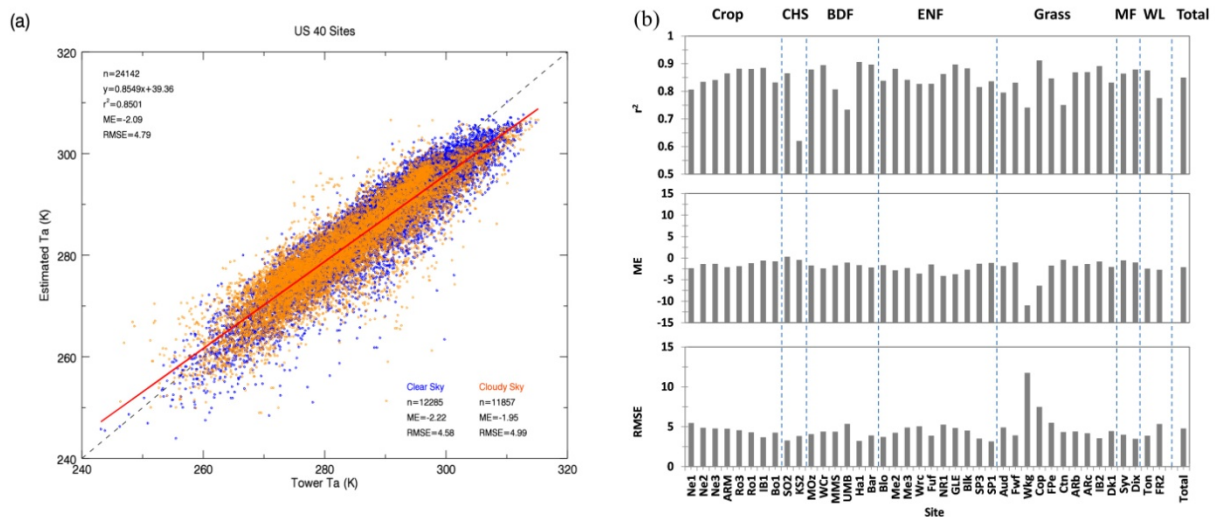 (a)
US 40 Sites
320
300
280
260
240
n=24142
y=0.8549x+39.36
r²=0.8501
ME=-2.09
RMSE=4.79
Estimated Ta (K)
Clear Sky Cloudy Sky
n=12285 n=11857
ME=-2.22 ME=-1.95
RMSE=4.58 RMSE=4.99
240 260 280 300 320
Tower Ta (K)
(b)
Crop CHS BDF ENF Grass MF WL Total
1
0.9
0.8
0.7
0.6
0.5
r²
15
10
5
0
-5
-10
-15
ME
15
10
5
0
RMSE
Ne1 Ne2 Ne3 ARM Ro3 Ro1 IB1 Bo1 SO2 KS2 MOz WCr MMS UMB Ha1 Bar Blo Me2 Me3 Wrc Fuf NR1 GLE Blk SP3 SP1 Aud Fwf Wkg Cop FPe Ctn ARb ARc IB2 Dk1 Syv Dix Ton FR2 Total
Site